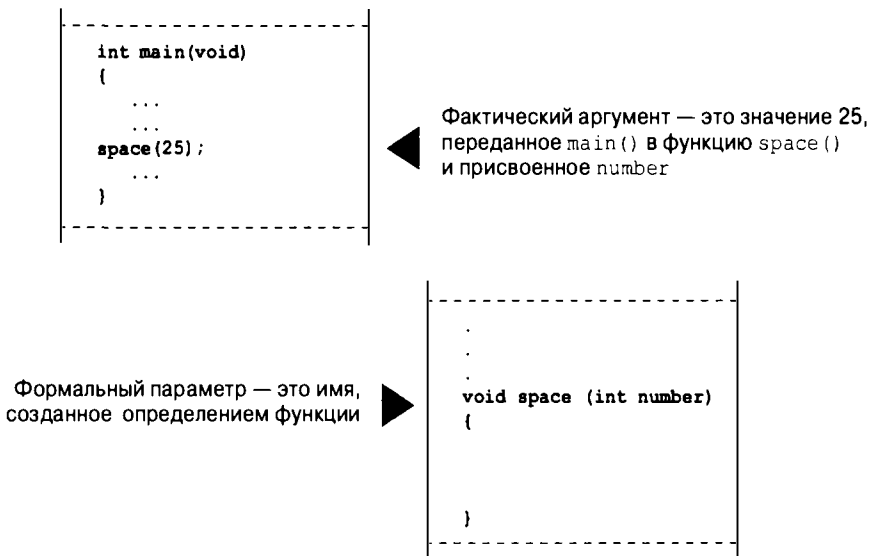 int main(void)
{
...
...
space(25);
...
}
Фактический аргумент — это значение 25,
переданное main() в функцию space()
и присвоенное number
Формальный параметр — это имя,
созданное определением функции
.
.
.
void space (int number)
{
}